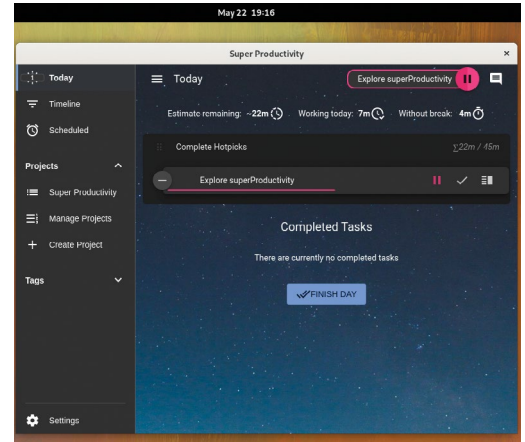 May 22 19:16
Super Productivity
Today
Timeline
Scheduled
Projects
Super Productivity
Manage Projects
Create Project
Tags
Settings
Today
Explore superProductivity
Estimate remaining: ~22m Working today: 7m Without break: 4m
Complete Hotpicks ∑22m / 45m
Explore superProductivity
Completed Tasks
There are currently no completed tasks
FINISH DAY